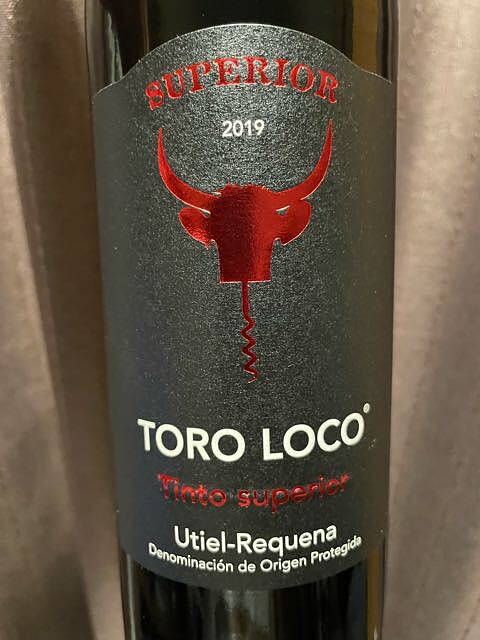 SUPERIOR
2019
TORO LOCO®
Tinto superior
Utiel-Requena
Denominación de Origen Protegida